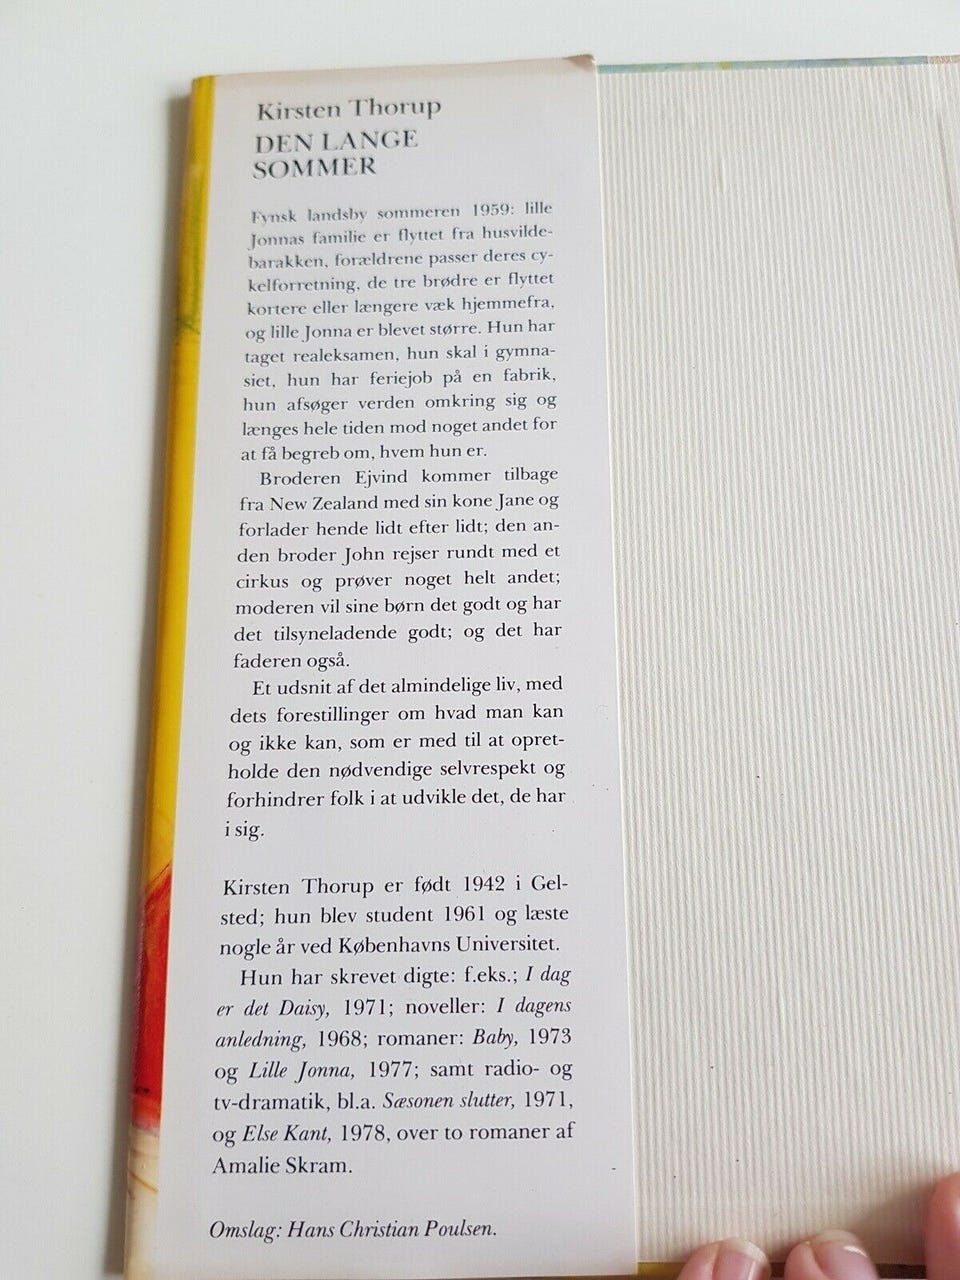 Kirsten Thorup
DEN LANGE
SOMMER
Fynsk landsby sommeren 1959: lille
Jonnas familie er flyttet fra husvilde-
barakken, forældrene passer deres cy-
kelforretning, de tre brødre er flyttet
kortere eller længere væk hjemmefra,
og lille Jonna er blevet større. Hun har
taget realeksamen, hun skal i gymna-
siet, hun har feriejob på en fabrik,
hun afsøger verden omkring sig og
længes hele tiden mod noget andet for
at få begreb om, hvem hun er.
Broderen Ejvind kommer tilbage
fra New Zealand med sin kone Jane og
forlader hende lidt efter lidt; den an-
den broder John rejser rundt med et
cirkus og prøver noget helt andet;
moderen vil sine børn det godt og har
det tilsyneladende godt; og det har
faderen også.
Et udsnit af det almindelige liv, med
dets forestillinger om hvad man kan
og ikke kan, som er med til at opret-
holde den nødvendige selvrespekt og
forhindrer folk i at udvikle det, de har
i sig.
Kirsten Thorup er født 1942 i Gel-
sted; hun blev student 1961 og læste
nogle år ved Københavns Universitet.
Hun har skrevet digte: f.eks.; I dag
er det Daisy, 1971; noveller: I dagens
anledning, 1968; romaner: Baby, 1973
og Lille Jonna, 1977; samt radio- og
tv-dramatik, bl.a. Sæsonen slutter, 1971,
og Else Kant, 1978, over to romaner af
Amalie Skram.
Omslag: Hans Christian Poulsen.